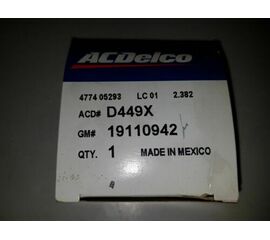 ACDelco
4774 05293 LC 01 2.382
ACD# D449X
GM# 19110942
QTY. 1 MADE IN MEXICO